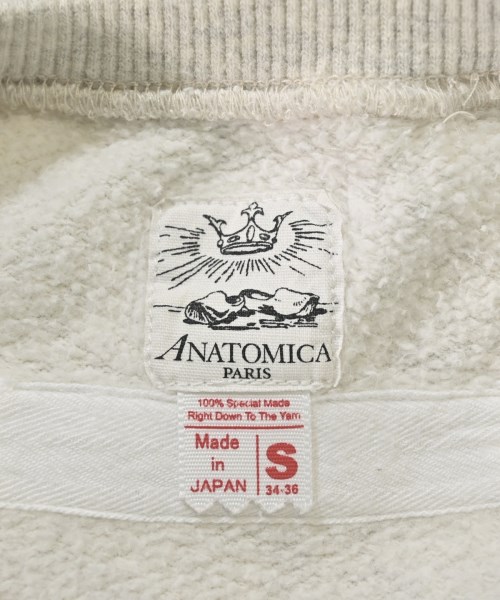 ANATOMICA
PARIS
100% Special Made
Right Down To The Yarn
Made
in
JAPAN
S
34-36